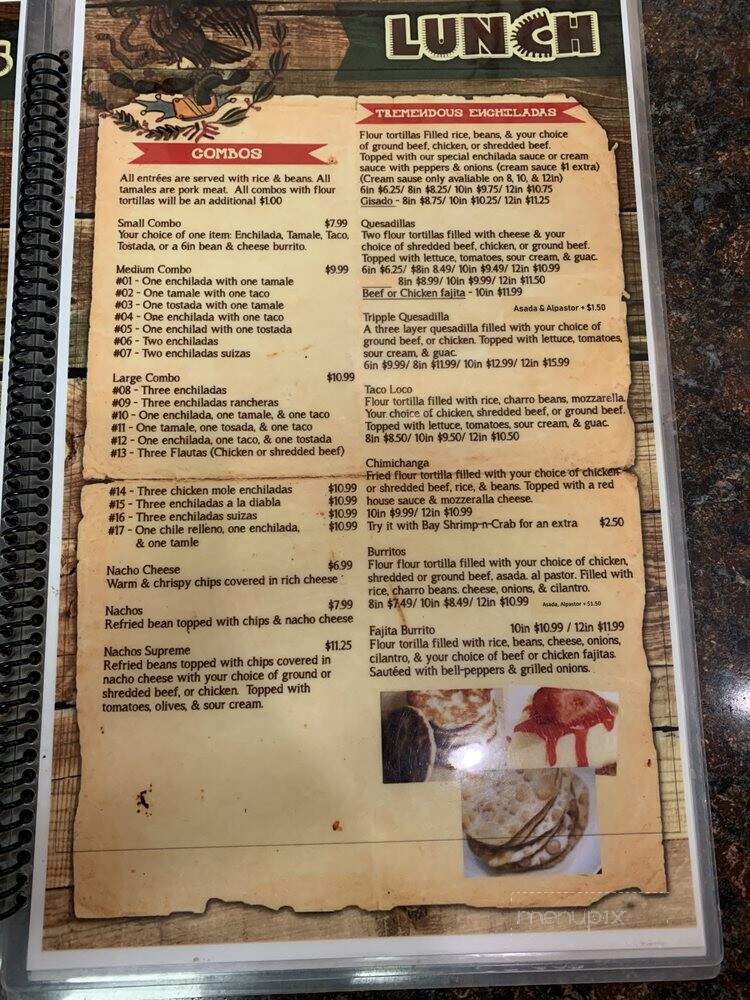 LUNCH
COMBOS
All entrées are served with rice & beans. All
tamales are pork meat. All combos with flour
tortillas will be an additional $1.00
Small Combo $7.99
Your choice of one item: Enchilada, Tamale, Taco,
Tostada, or a 6in bean & cheese burrito.
Medium Combo $9.99
#01 - One enchilada with one tamale
#02 - One tamale with one taco
#03 - One tostada with one tamale
#04 - One enchilada with one taco
#05 - One enchilad with one tostada
#06 - Two enchiladas
#07 - Two enchiladas suizas
Large Combo $10.99
#08 - Three enchiladas
#09 - Three enchiladas rancheras
#10 - One enchilada, one tamale, & one taco
#11 - One tamale, one tosada, & one taco
#12 - One enchilada, one taco, & one tostada
#13 - Three Flautas (Chicken or shredded beef)
#14 - Three chicken mole enchiladas $10.99
#15 - Three enchiladas a la diabla $10.99
#16 - Three enchiladas suizas $10.99
#17 - One chile relleno, one enchilada, $10.99
& one tamle
Nacho Cheese $6.99
Warm & chrispy chips covered in rich cheese
Nachos $7.99
Refried bean topped with chips & nacho cheese
Nachos Supreme $11.25
Refried beans topped with chips covered in
nacho cheese with your choice of ground or
shredded beef, or chicken. Topped with
tomatoes, olives, & sour cream.
TREMENDOUS ENCHILADAS
Flour tortillas Filled rice, beans, & your choice
of ground beef, chicken, or shredded beef.
Topped with our special enchilada sauce or cream
sauce with peppers & onions. (cream sauce $1 extra)
(Cream sause only avaliable on 8, 10, & 12in)
6in $6.25/ 8in $8.25/ 10in $9.75/ 12in $10.75
Gisado - 8in $8.75/ 10in $10.25/ 12in $11.25
Quesadillas
Two flour tortillas filled with cheese & your
choice of shredded beef, chicken, or ground beef.
Topped with lettuce, tomatoes, sour cream, & guac.
6in $6.25/ $8in 8.49/ 10in $9.49/ 12in $10.99
8in $8.99/ 10in $9.99/ 12in $11.50
Beef or Chicken fajita - 10in $11.99
Asada & Alpastor + $1.50
Tripple Quesadilla
A three layer quesadilla filled with your choice of
ground beef, or chicken. Topped with lettuce, tomatoes,
sour cream, & guac.
6in $9.99/ 8in $11.99/ 10in $12.99/ 12in $15.99
Taco Loco
Flour tortilla filled with rice, charro beans, mozzarella.
Your choice of chicken, shredded beef, or ground beef.
Topped with lettuce, tomatoes, sour cream, & guac.
8in $8.50/ 10in $9.50/ 12in $10.50
Chimichanga
Fried flour tortilla filled with your choice of chicken
or shredded beef, rice, & beans. Topped with a red
house sauce & mozzeralla cheese.
10in $9.99/ 12in $10.99
Try it with Bay Shrimp-n-Crab for an extra $2.50
Burritos
Flour flour tortilla filled with your choice of chicken,
shredded or ground beef, asada. al pastor. Filled with
rice, charro beans. cheese, onions, & cilantro.
8in $7.49/ 10in $8.49/ 12in $10.99 Asada, Alpastor + $1.50
Fajita Burrito 10in $10.99 / 12in $11.99
Flour torilla filled with rice, beans, cheese, onions,
cilantro, & your choice of beef or chicken fajitas.
Sautéed with bell-peppers & grilled onions.
menupix